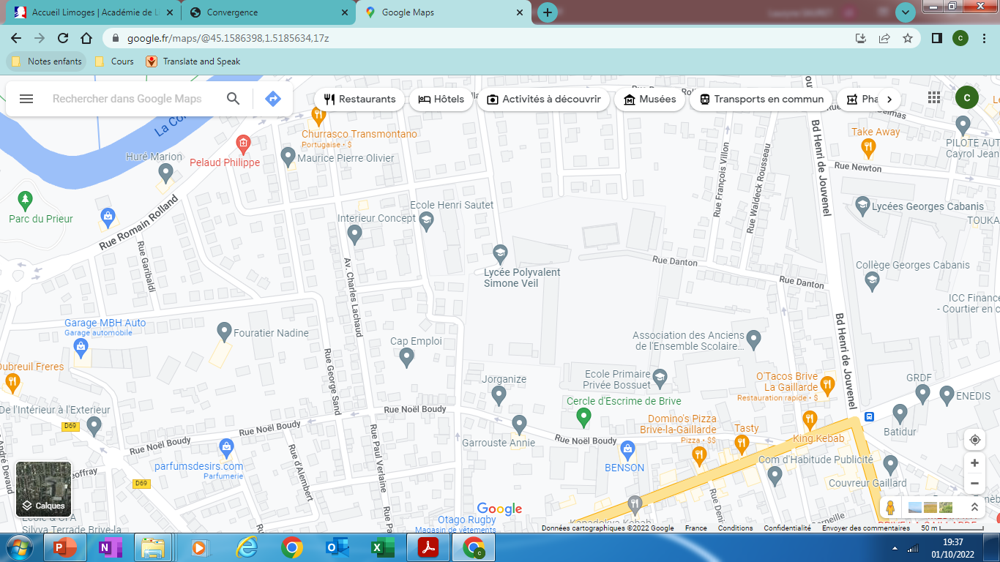 Accueil Limoges | Académie de L
Convergence
Google Maps
google.fr/maps/@45.1586398,1.5185634,17z
C
Notes enfants
Cours
Translate and Speak
Rechercher dans Google Maps
Restaurants
Hôtels
Activités à découvrir
Musées
Transports en commun
Pha
C
La Co
Churrasco Transmontano
Portugaise • $
Pelaud Philippe
Huré Marion
Maurice Pierre Olivier
Take Away
PILOTE AUT
Cayrol Jean
Rue Newton
Bd Henri de Jouvenel
Rue François Villon
Rue Waldeck Rousseau
Parc du Prieur
Rue Romain Rolland
Rue Garibaldi
Ecole Henri Sautet
Interieur Concept
Lycées Georges Cabanis
TOUKA
Av. Charles Lachaud
Lycée Polyvalent
Simone Veil
Rue Danton
Rue Danton
Collège Georges Cabanis
ICC Finance
- Courtier en c
Garage MBH Auto
Garage automobile
Fouratier Nadine
Cap Emploi
Association des Anciens
de l'Ensemble Scolaire...
Bd Henri de Jouvenel
Dubreuil Freres
Rue George Sand
Jorganize
Ecole Primaire
Privée Bossuet
O'Tacos Brive
La Gaillarde
Restauration rapide • $
GRDF
ENEDIS
De l'Intérieur à l'Exterieur
D69
Rue Noël Boudy
Rue Noël Boudy
Rue Noël Boudy
Cercle d'Escrime de Brive
Domino's Pizza
Brive-la-Gaillarde
Pizza • $$
Tasty
King Kebab
Batidur
Garrouste Annie
Rue Noël Boudy
BENSON
parfumsdesirs.com
Parfumerie
Rue d'Alembert
Rue Paul Verlaine
Com d'Habitude Publicité
Couvreur Gaillard
André Devaud
eoffray
D69
Calques
Google
Otago Rugby
Magasin de vêtements
Silvya Terrade Brive-la
Données cartographiques ©2022 Google
France
Conditions
Confidentialité
Envoyer des commentaires
50 m
19:37
01/10/2022